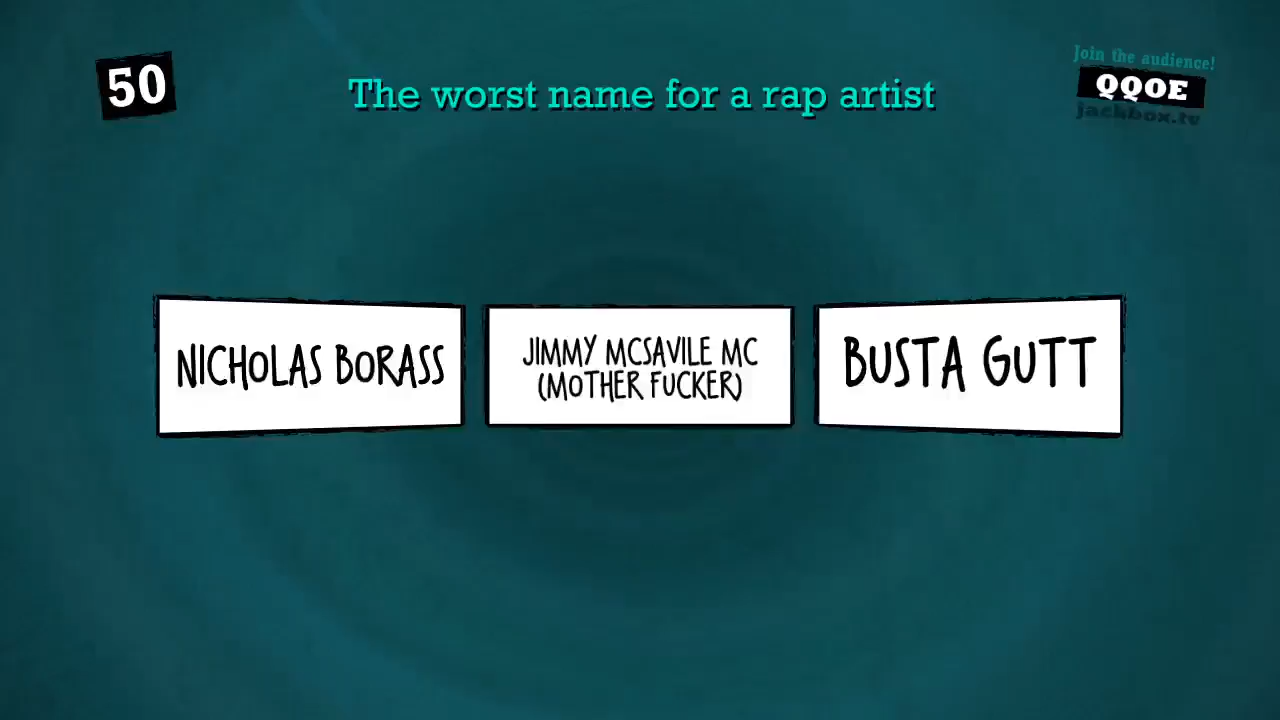 50
The worst name for a rap artist
Join the audience!
QQOE
jackbox.tv
NICHOLAS BORASS
JIMMY MCSAVILE MC
(MOTHER FUCKER)
BUSTA GUTT